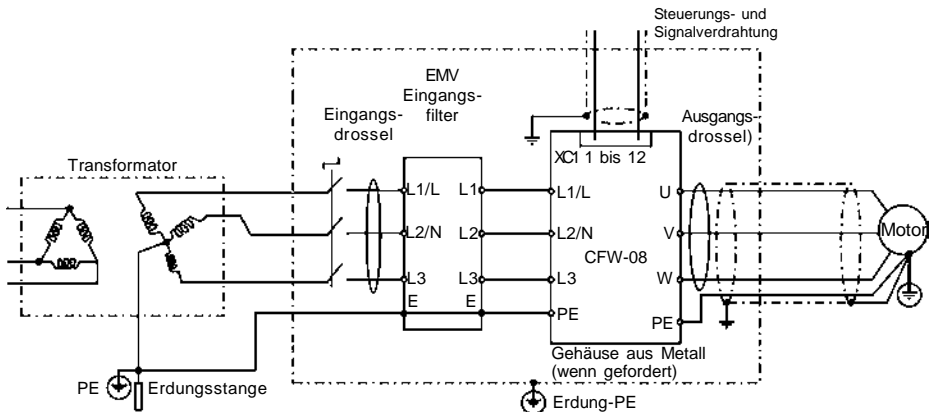 Steuerungs- und
Signalverdrahtung
EMV
Eingangs-
filter
Eingangs-
drossel
Ausgangs-
drossel)
Transformator
XC1 1 bis 12
L1/L L1 L1/L U
L2/N L2 L2/N V Motor
CFW-08
L3 L3 L3 W
E E
PE PE
Gehäuse aus Metall
(wenn gefordert)
PE Erdungsstange
Erdung-PE